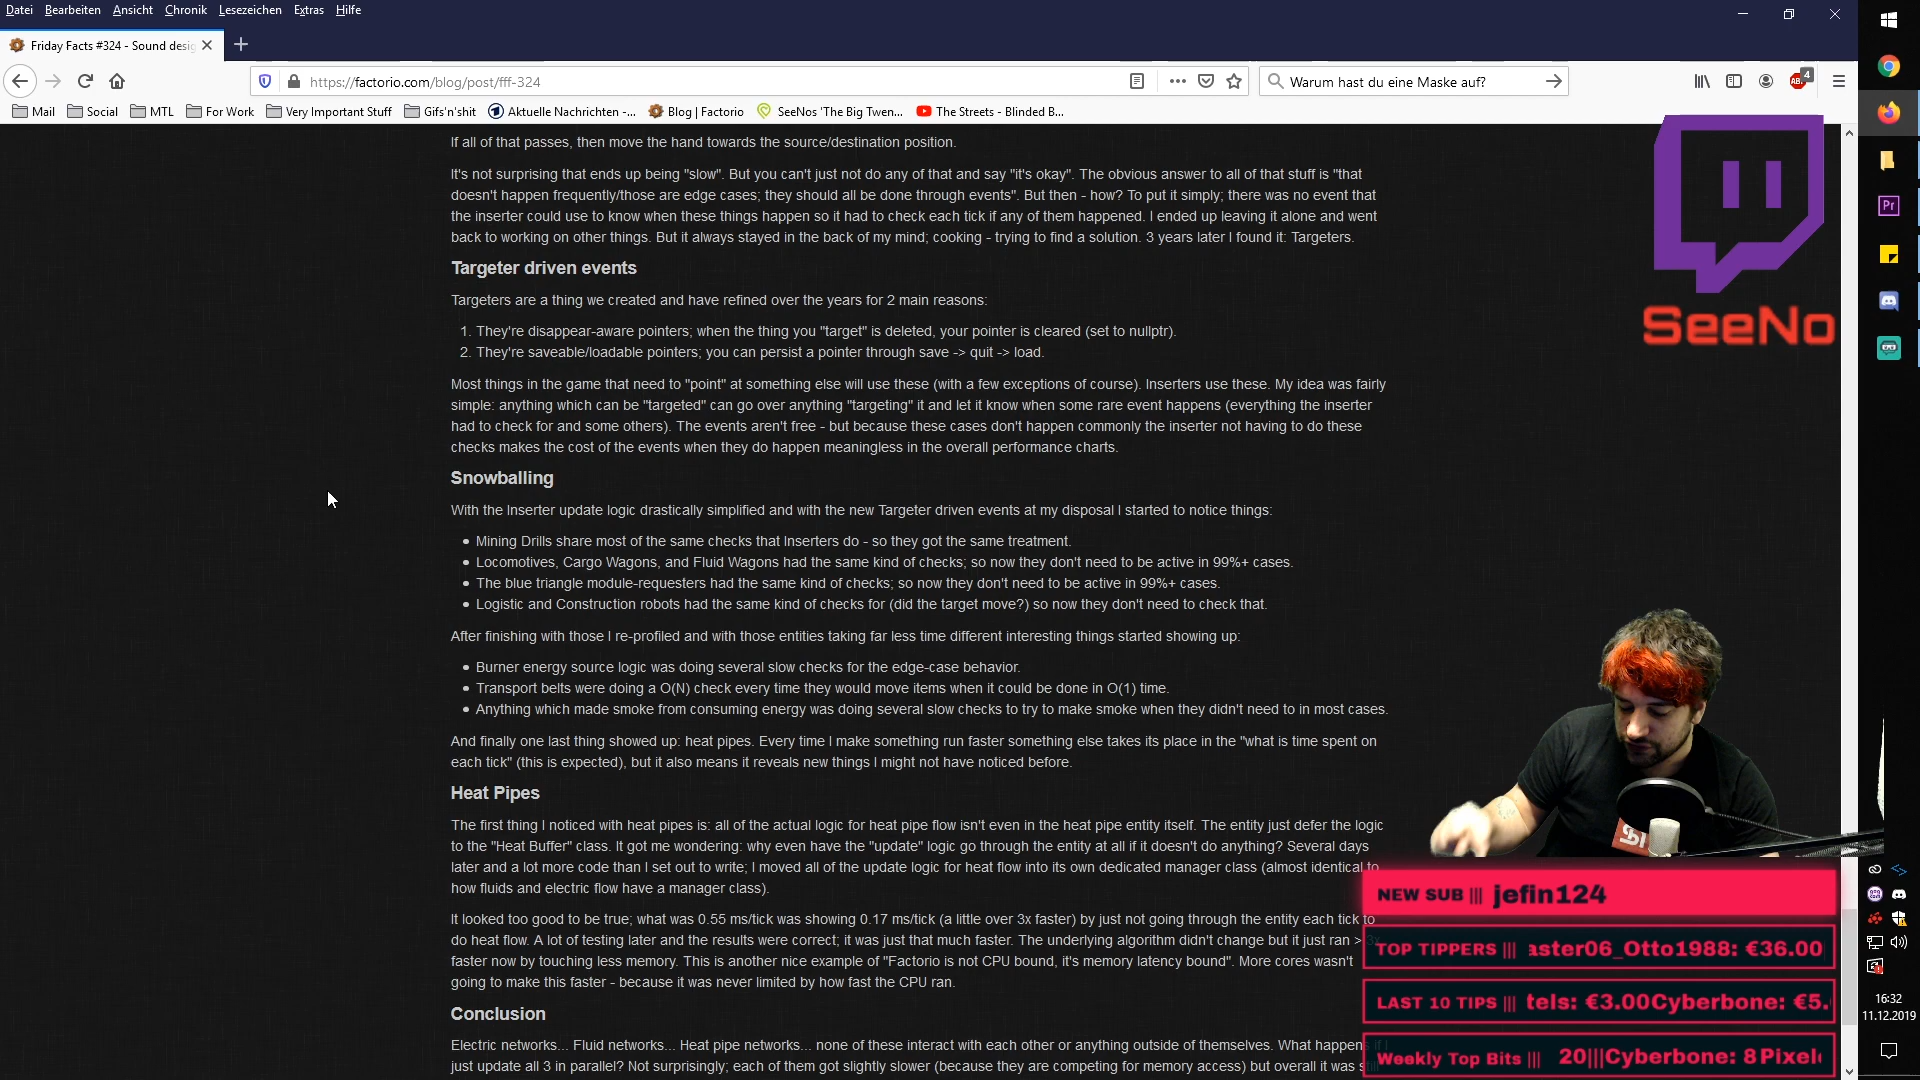 Datei Bearbeiten Ansicht Chronik Lesezeichen Extras Hilfe
Friday Facts #324 - Sound desig
https://factorio.com/blog/post/fff-324
Warum hast du eine Maske auf?
4
Mail Social MTL For Work Very Important Stuff Gifs'n'shit Aktuelle Nachrichten -... Blog | Factorio SeeNos 'The Big Twen... The Streets - Blinded B...
If all of that passes, then move the hand towards the source/destination position.
It's not surprising that ends up being "slow". But you can't just not do any of that and say "it's okay". The obvious answer to all of that stuff is "that
doesn't happen frequently/those are edge cases; they should all be done through events". But then - how? To put it simply; there was no event that
the inserter could use to know when these things happen so it had to check each tick if any of them happened. I ended up leaving it alone and went
back to working on other things. But it always stayed in the back of my mind; cooking - trying to find a solution. 3 years later I found it: Targeters.
Targeter driven events
Targeters are a thing we created and have refined over the years for 2 main reasons:
1. They're disappear-aware pointers; when the thing you "target" is deleted, your pointer is cleared (set to nullptr).
2. They're saveable/loadable pointers; you can persist a pointer through save -> quit -> load.
Most things in the game that need to "point" at something else will use these (with a few exceptions of course). Inserters use these. My idea was fairly
simple: anything which can be "targeted" can go over anything "targeting" it and let it know when some rare event happens (everything the inserter
had to check for and some others). The events aren't free - but because these cases don't happen commonly the inserter not having to do these
checks makes the cost of the events when they do happen meaningless in the overall performance charts.
Snowballing
With the Inserter update logic drastically simplified and with the new Targeter driven events at my disposal I started to notice things:
• Mining Drills share most of the same checks that Inserters do - so they got the same treatment.
• Locomotives, Cargo Wagons, and Fluid Wagons had the same kind of checks; so now they don't need to be active in 99%+ cases.
• The blue triangle module-requesters had the same kind of checks; so now they don't need to be active in 99%+ cases.
• Logistic and Construction robots had the same kind of checks for (did the target move?) so now they don't need to check that.
After finishing with those I re-profiled and with those entities taking far less time different interesting things started showing up:
• Burner energy source logic was doing several slow checks for the edge-case behavior.
• Transport belts were doing a O(N) check every time they would move items when it could be done in O(1) time.
• Anything which made smoke from consuming energy was doing several slow checks to try to make smoke when they didn't need to in most cases.
And finally one last thing showed up: heat pipes. Every time I make something run faster something else takes its place in the "what is time spent on
each tick" (this is expected), but it also means it reveals new things I might not have noticed before.
Heat Pipes
The first thing I noticed with heat pipes is: all of the actual logic for heat pipe flow isn't even in the heat pipe entity itself. The entity just defer the logic
to the "Heat Buffer" class. It got me wondering: why even have the "update" logic go through the entity at all if it doesn't do anything? Several days
later and a lot more code than I set out to write; I moved all of the update logic for heat flow into its own dedicated manager class (almost identical to
how fluids and electric flow have a manager class).
It looked too good to be true; what was 0.55 ms/tick was showing 0.17 ms/tick (a little over 3x faster) by just not going through the entity each tick to
do heat flow. A lot of testing later and the results were correct; it was just that much faster. The underlying algorithm didn't change but it just ran > 3x
faster now by touching less memory. This is another nice example of "Factorio is not CPU bound, it's memory latency bound". More cores wasn't
going to make this faster - because it was never limited by how fast the CPU ran.
Conclusion
Electric networks... Fluid networks... Heat pipe networks... none of these interact with each other or anything outside of themselves. What happens if I
just update all 3 in parallel? Not surprisingly; each of them got slightly slower (because they are competing for memory access) but overall it was still
SeeNo
Pr
NEW SUB ||| jefin124
TOP TIPPERS ||| aster06_Otto1988: €36.00
LAST 10 TIPS ||| tels: €3.00Cyberbone: €5.
Weekly Top Bits ||| 20|||Cyberbone: 8Pixel
16:32
11.12.2019